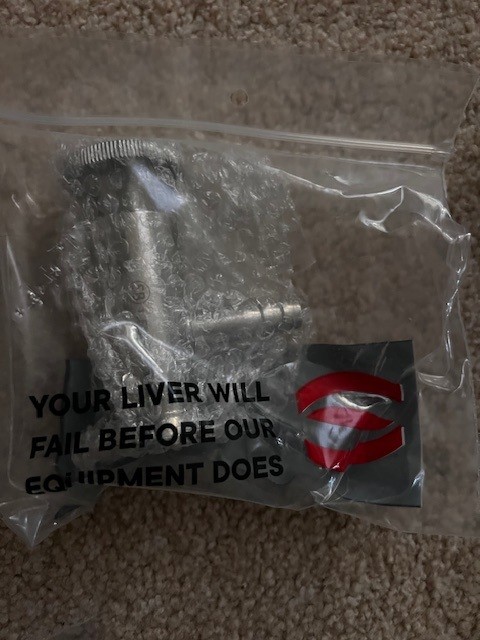 YOUR LIVER WILL
FAIL BEFORE OUR
EQUIPMENT DOES